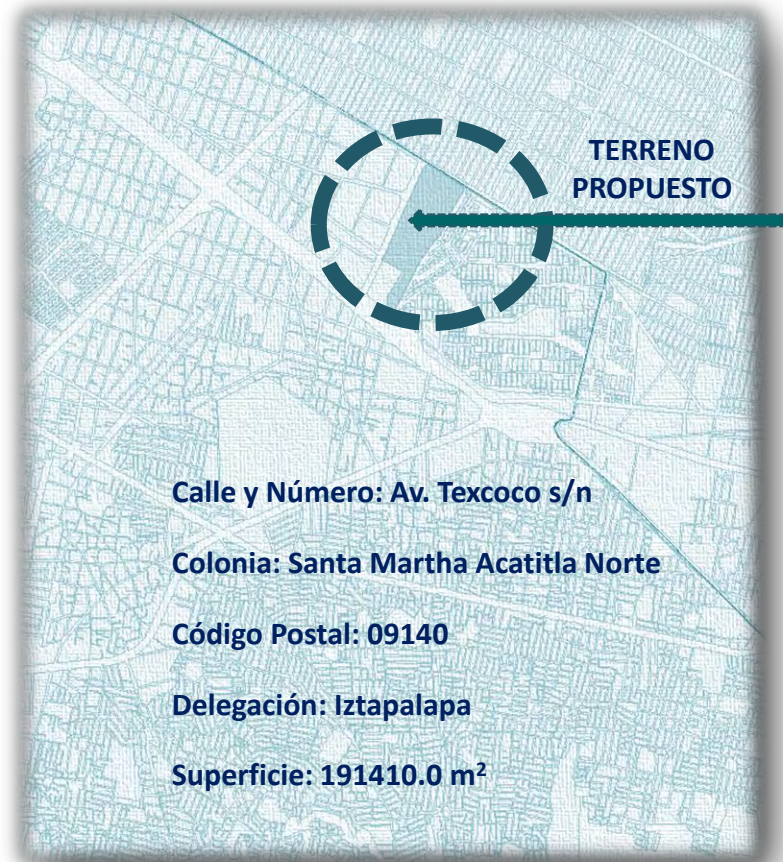 TERRENO
PROPUESTO
Calle y Número: Av. Texcoco s/n
Colonia: Santa Martha Acatitla Norte
Código Postal: 09140
Delegación: Iztapalapa
Superficie: 191410.0 m²